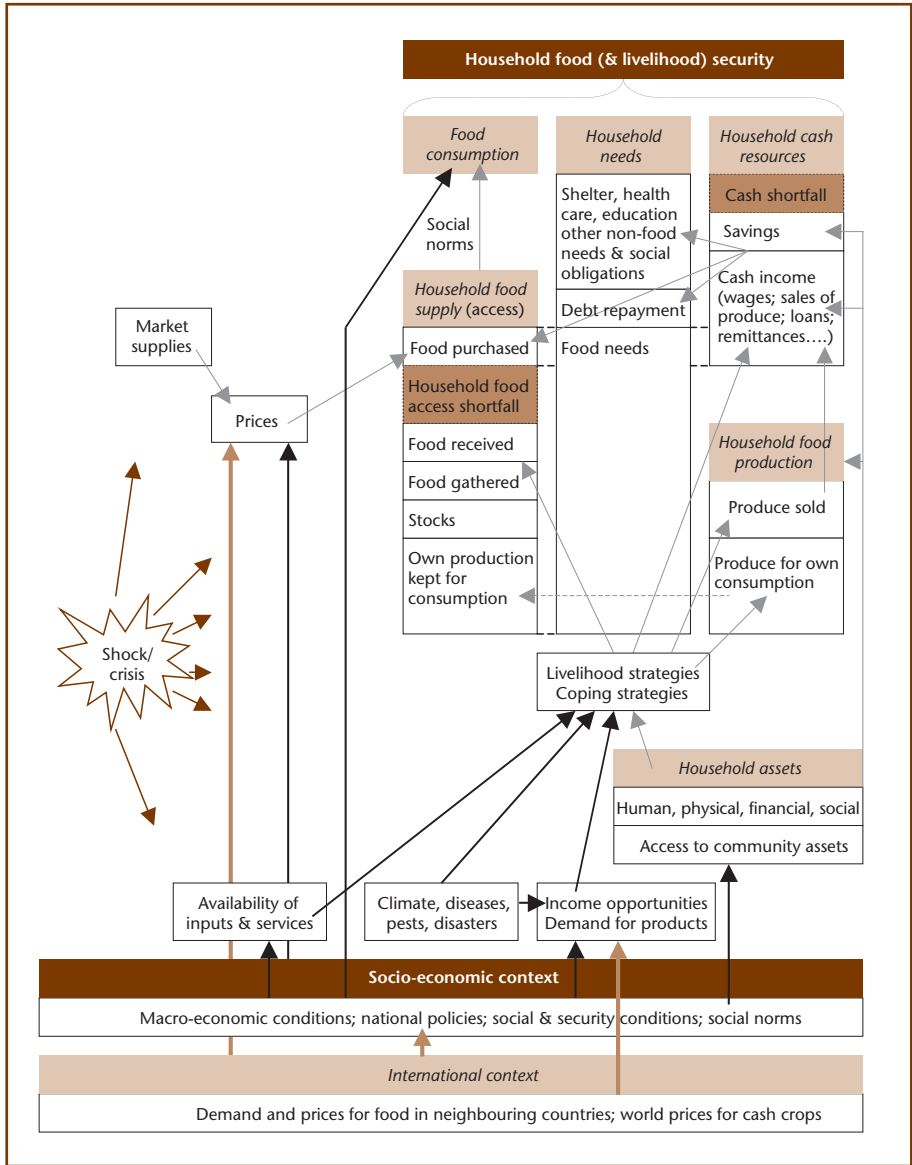 Household food (& livelihood) security
Food
consumption
Household
needs
Household cash
resources
Cash shortfall
Savings
Cash income
(wages; sales of
produce; loans;
remittances....)
Shelter, health
care, education
other non-food
needs & social
obligations
Debt repayment
Food needs
Social
norms
Household food
supply (access)
Food purchased
Household food
access shortfall
Food received
Food gathered
Stocks
Own production
kept for
consumption
Market
supplies
Prices
Household food
production
Produce sold
Produce for own
consumption
Shock/
crisis
Livelihood strategies
Coping strategies
Household assets
Human, physical, financial, social
Access to community assets
Availability of
inputs & services
Climate, diseases,
pests, disasters
Income opportunities
Demand for products
Socio-economic context
Macro-economic conditions; national policies; social & security conditions; social norms
International context
Demand and prices for food in neighbouring countries; world prices for cash crops